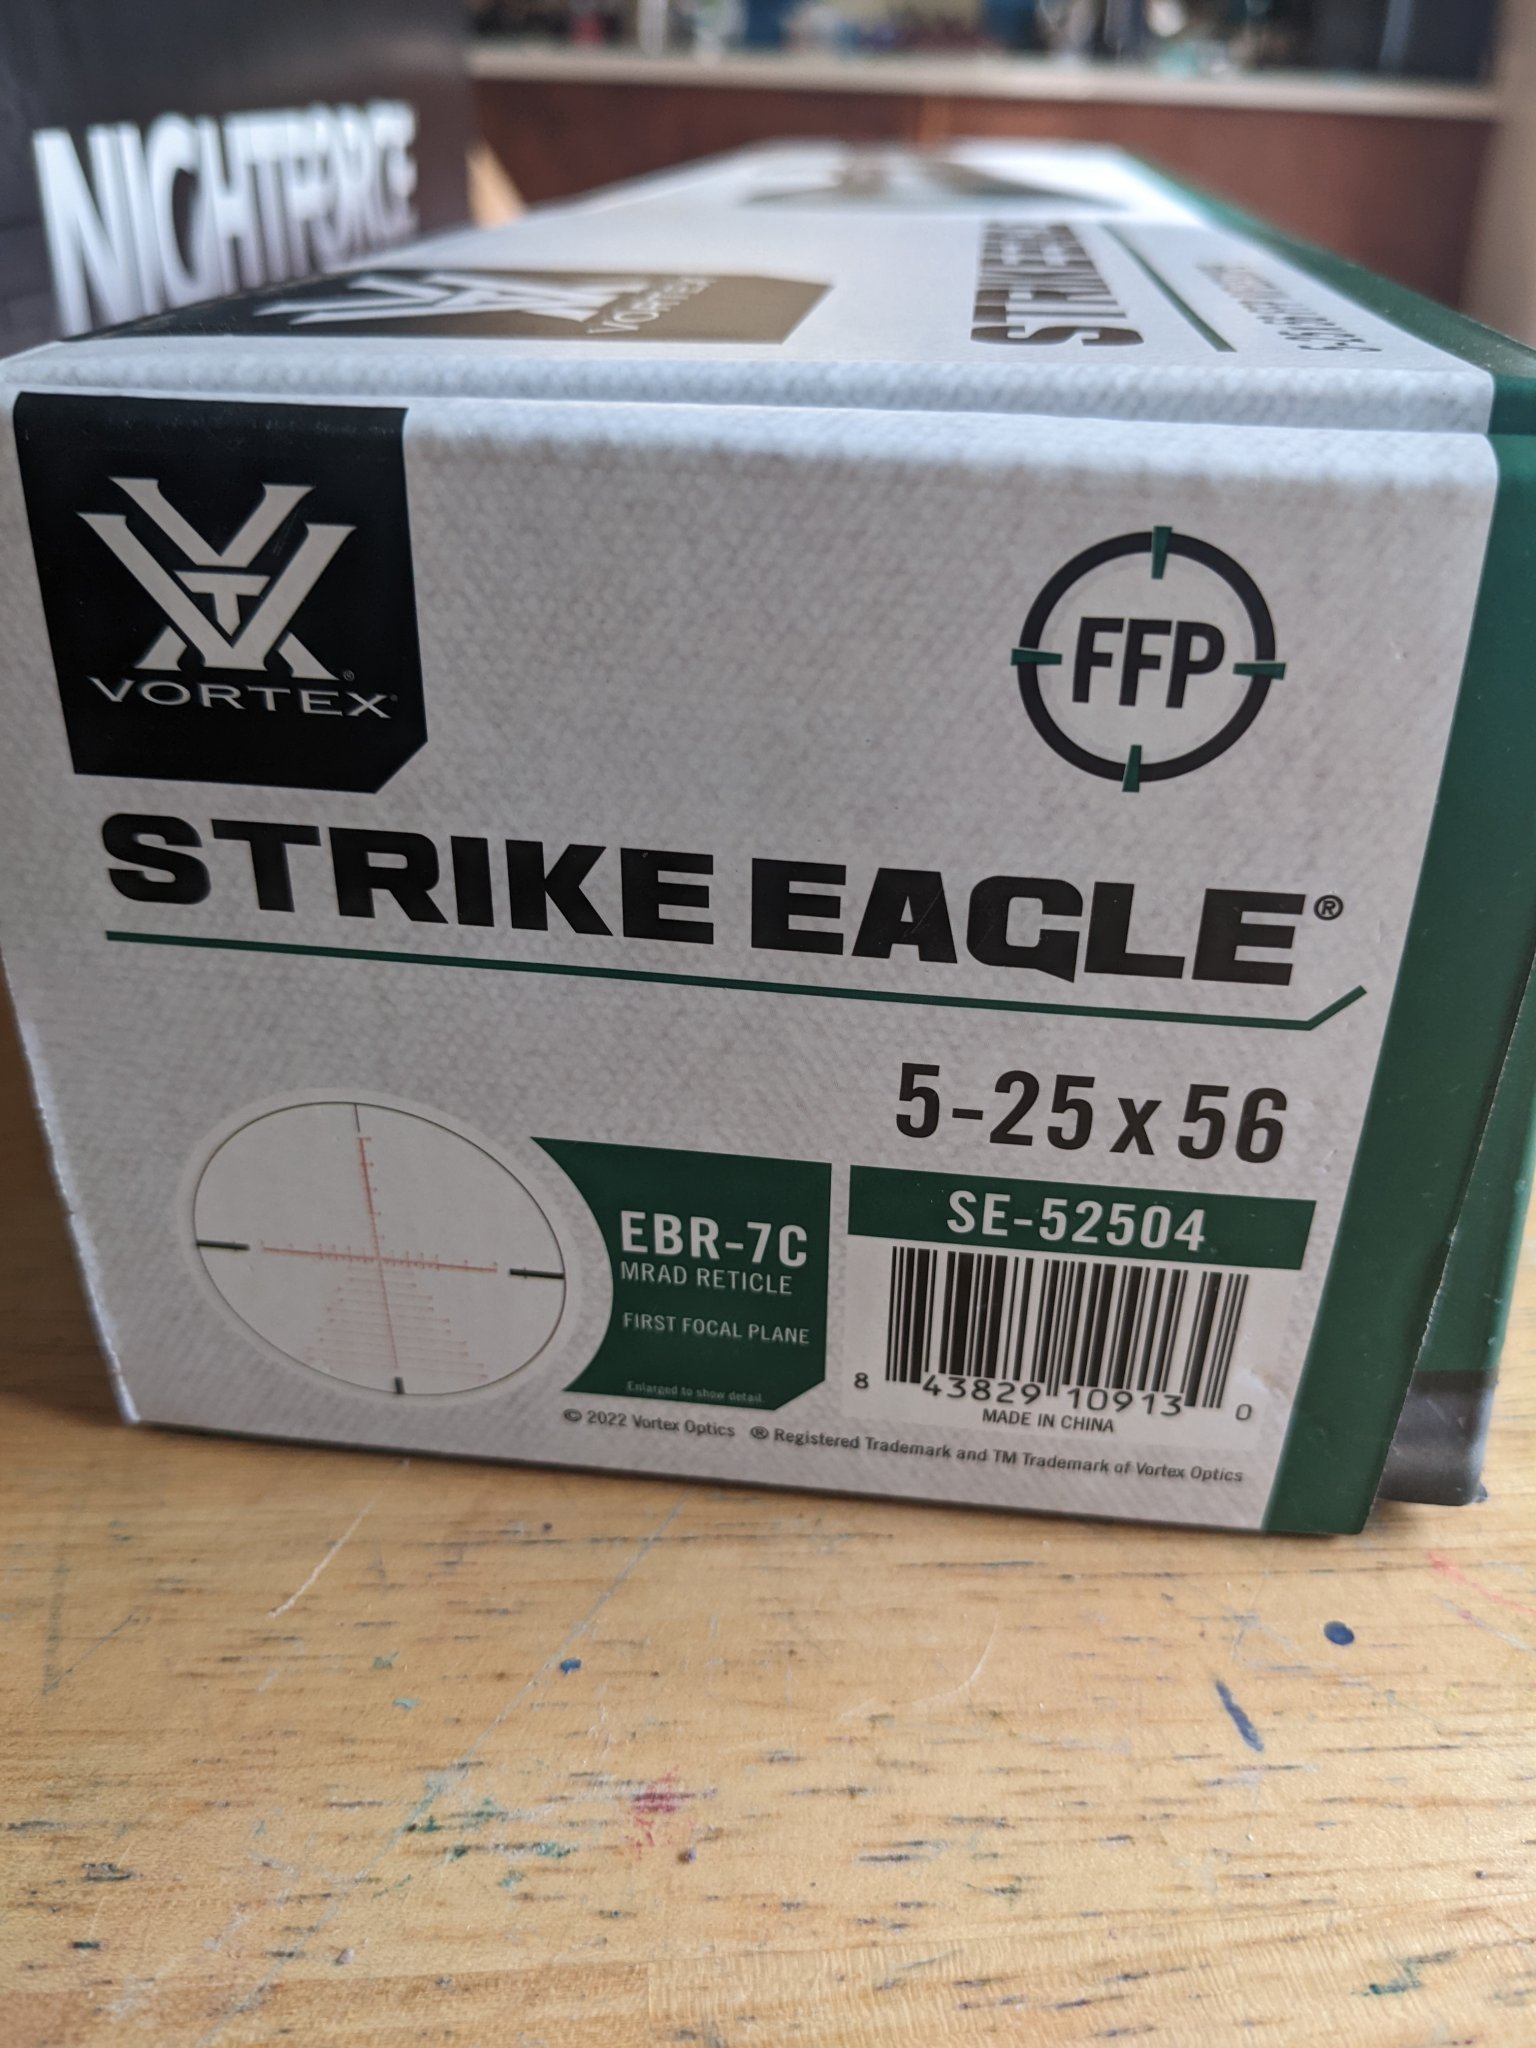 NIGHTFORCE
VORTEX
STRIKE EAGLE
VORTEX®
FFP
STRIKE EAGLE®
5-25x56
EBR-7C
MRAD RETICLE
FIRST FOCAL PLANE
Enlarged to show detail.
SE-52504
8 43829 10913 0
MADE IN CHINA
© 2022 Vortex Optics ® Registered Trademark and TM Trademark of Vortex Optics